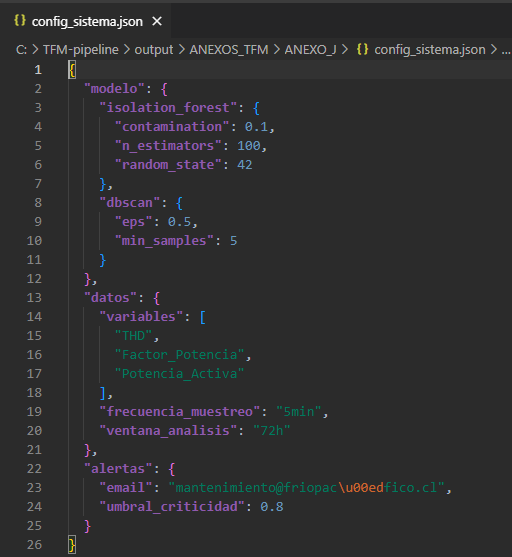 {} config_sistema.json ×
C: > TFM-pipeline > output > ANEXOS_TFM > ANEXO_J > {} config_sistema.json > ...
1 {
2 "modelo": {
3 "isolation_forest": {
4 "contamination": 0.1,
5 "n_estimators": 100,
6 "random_state": 42
7 },
8 "dbscan": {
9 "eps": 0.5,
10 "min_samples": 5
11 }
12 },
13 "datos": {
14 "variables": [
15 "THD",
16 "Factor_Potencia",
17 "Potencia_Activa"
18 ],
19 "frecuencia_muestreo": "5min",
20 "ventana_analisis": "72h"
21 },
22 "alertas": {
23 "email": "mantenimiento@friopac\u00edfico.cl",
24 "umbral_criticidad": 0.8
25 }
26 }